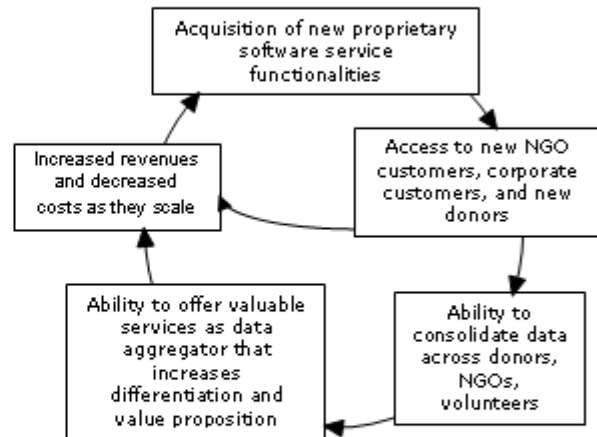 Acquisition of new proprietary
software service
functionalities
Access to new NGO
customers, corporate
customers, and new
donors
Increased revenues
and decreased
costs as they scale
Ability to offer valuable
services as data
aggregator that
increases
differentiation and
value proposition
Ability to
consolidate data
across donors,
NGOs,
volunteers